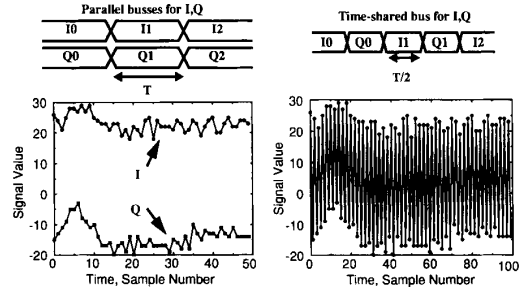 Parallel busses for I,Q
I0 I1 I2
Q0 Q1 Q2
T
30
20
10
0
-10
-20
Signal Value
I
Q
0 10 20 30 40 50
Time, Sample Number
Time-shared bus for I,Q
I0 Q0 I1 Q1 I2
T/2
30
20
10
0
-10
-20
Signal Value
0 20 40 60 80 100
Time, Sample Number